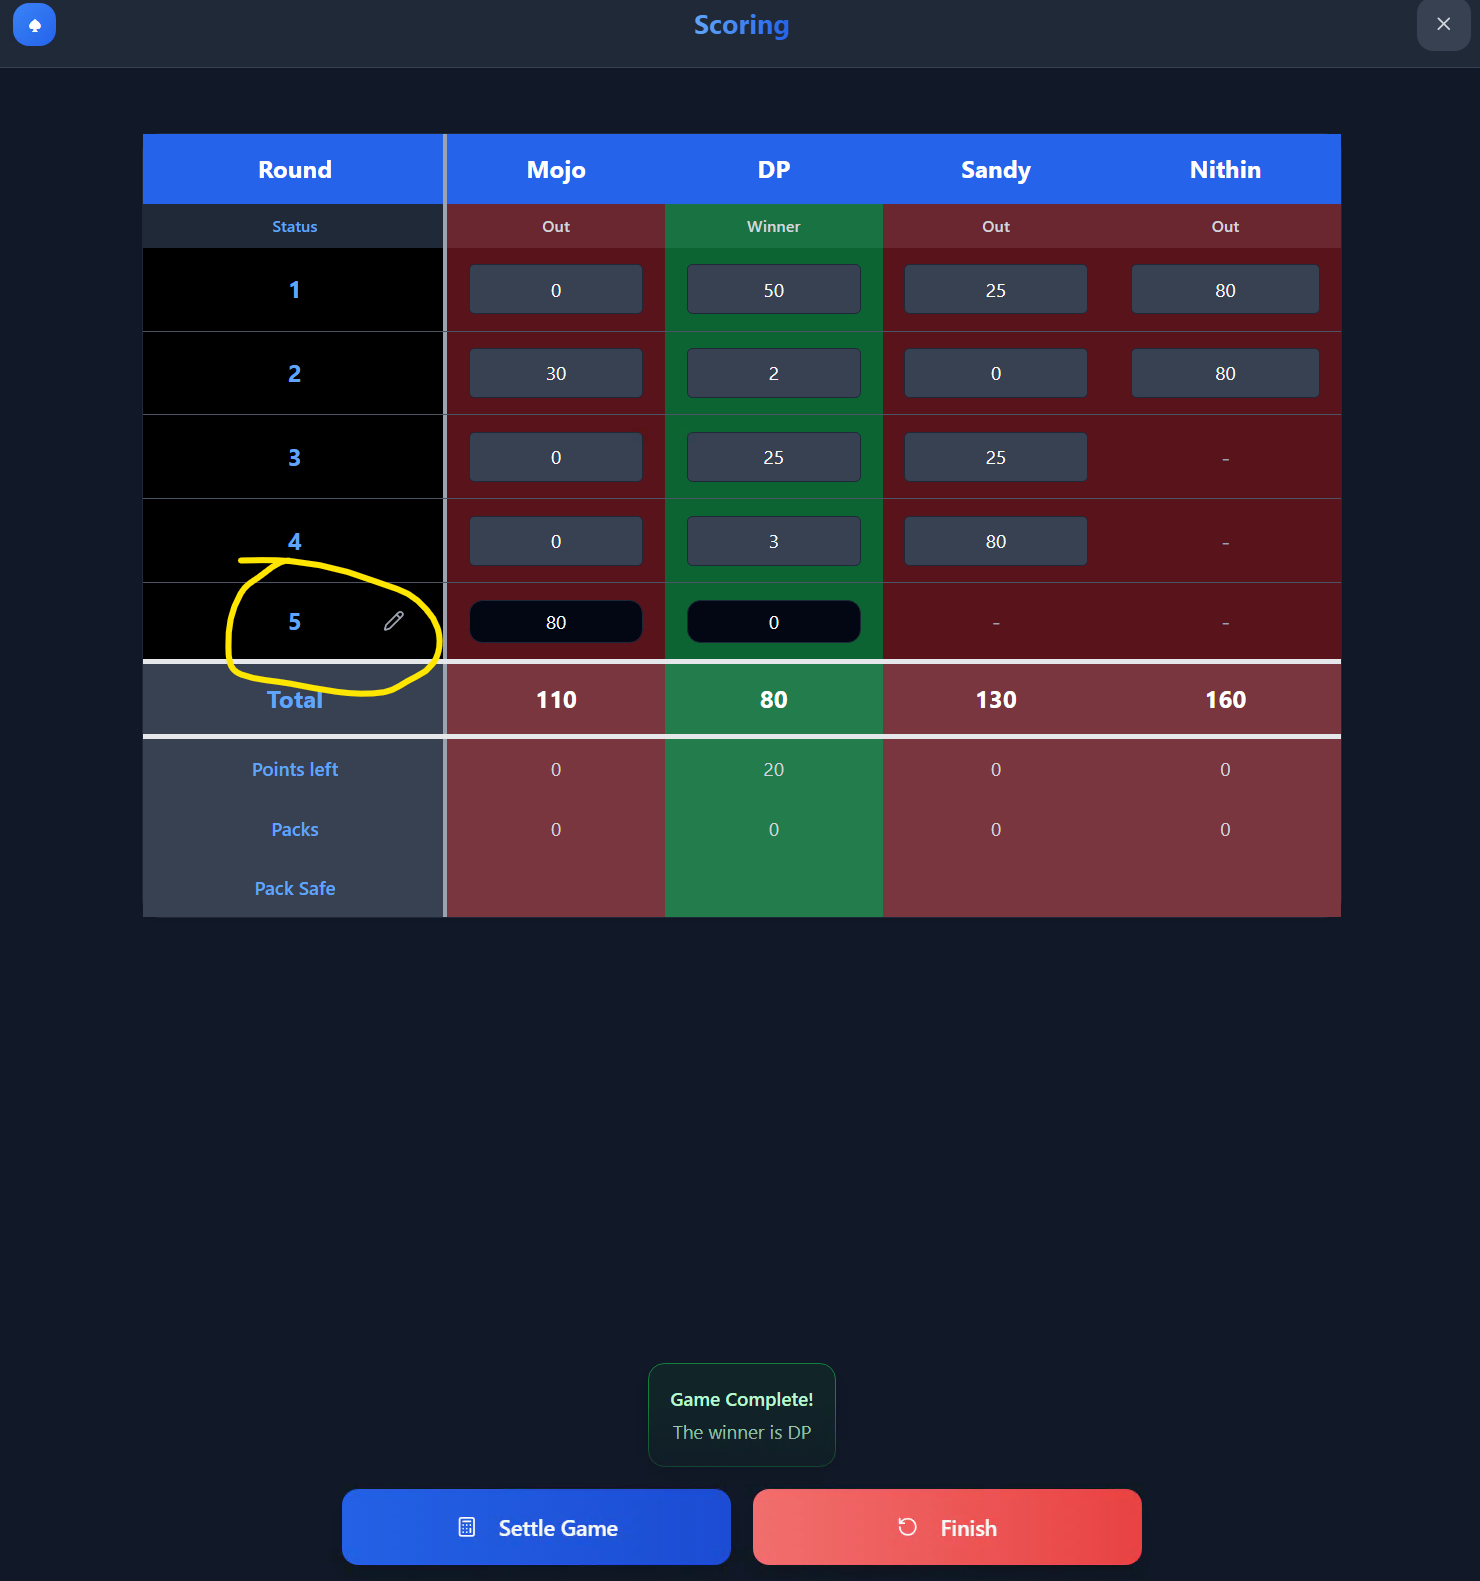 Scoring
Round Mojo DP Sandy Nithin
Status Out Winner Out Out
1 0 50 25 80
2 30 2 0 80
3 0 25 25 -
4 0 3 80 -
5 80 0 - -
Total 110 80 130 160
Points left 0 20 0 0
Packs 0 0 0 0
Pack Safe
Game Complete!
The winner is DP
Settle Game Finish